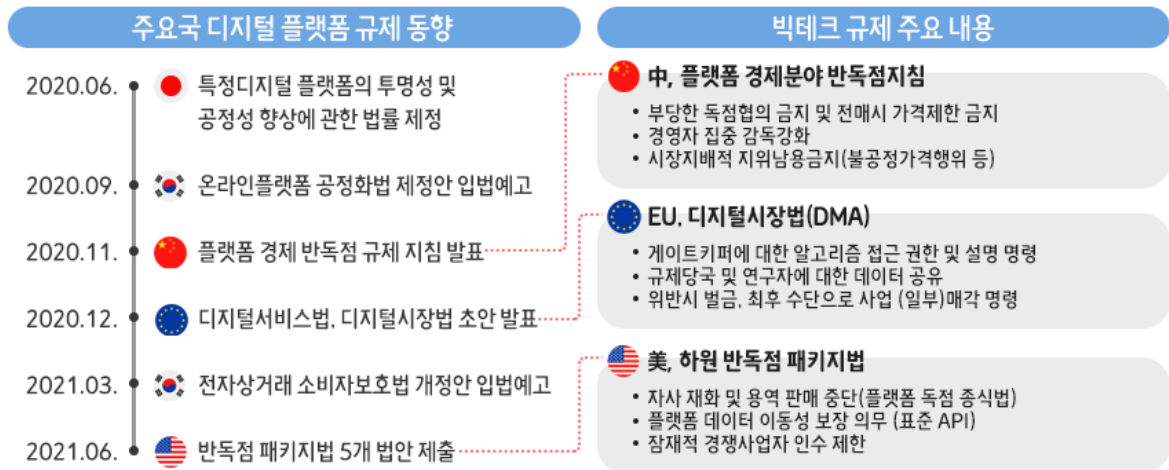 주요국 디지털 플랫폼 규제 동향
2020.06. 특정디지털 플랫폼의 투명성 및
공정성 향상에 관한 법률 제정
2020.09. 온라인플랫폼 공정화법 제정안 입법예고
2020.11. 플랫폼 경제 반독점 규제 지침 발표
2020.12. 디지털서비스법, 디지털시장법 초안 발표
2021.03. 전자상거래 소비자보호법 개정안 입법예고
2021.06. 반독점 패키지법 5개 법안 제출
빅테크 규제 주요 내용
中, 플랫폼 경제분야 반독점지침
• 부당한 독점협의 금지 및 전매시 가격제한 금지
• 경영자 집중 감독강화
• 시장지배적 지위남용금지(불공정가격행위 등)
EU, 디지털시장법(DMA)
• 게이트키퍼에 대한 알고리즘 접근 권한 및 설명 명령
• 규제당국 및 연구자에 대한 데이터 공유
• 위반시 벌금, 최후 수단으로 사업 (일부)매각 명령
美, 하원 반독점 패키지법
• 자사 재화 및 용역 판매 중단(플랫폼 독점 종식법)
• 플랫폼 데이터 이동성 보장 의무 (표준 API)
• 잠재적 경쟁사업자 인수 제한